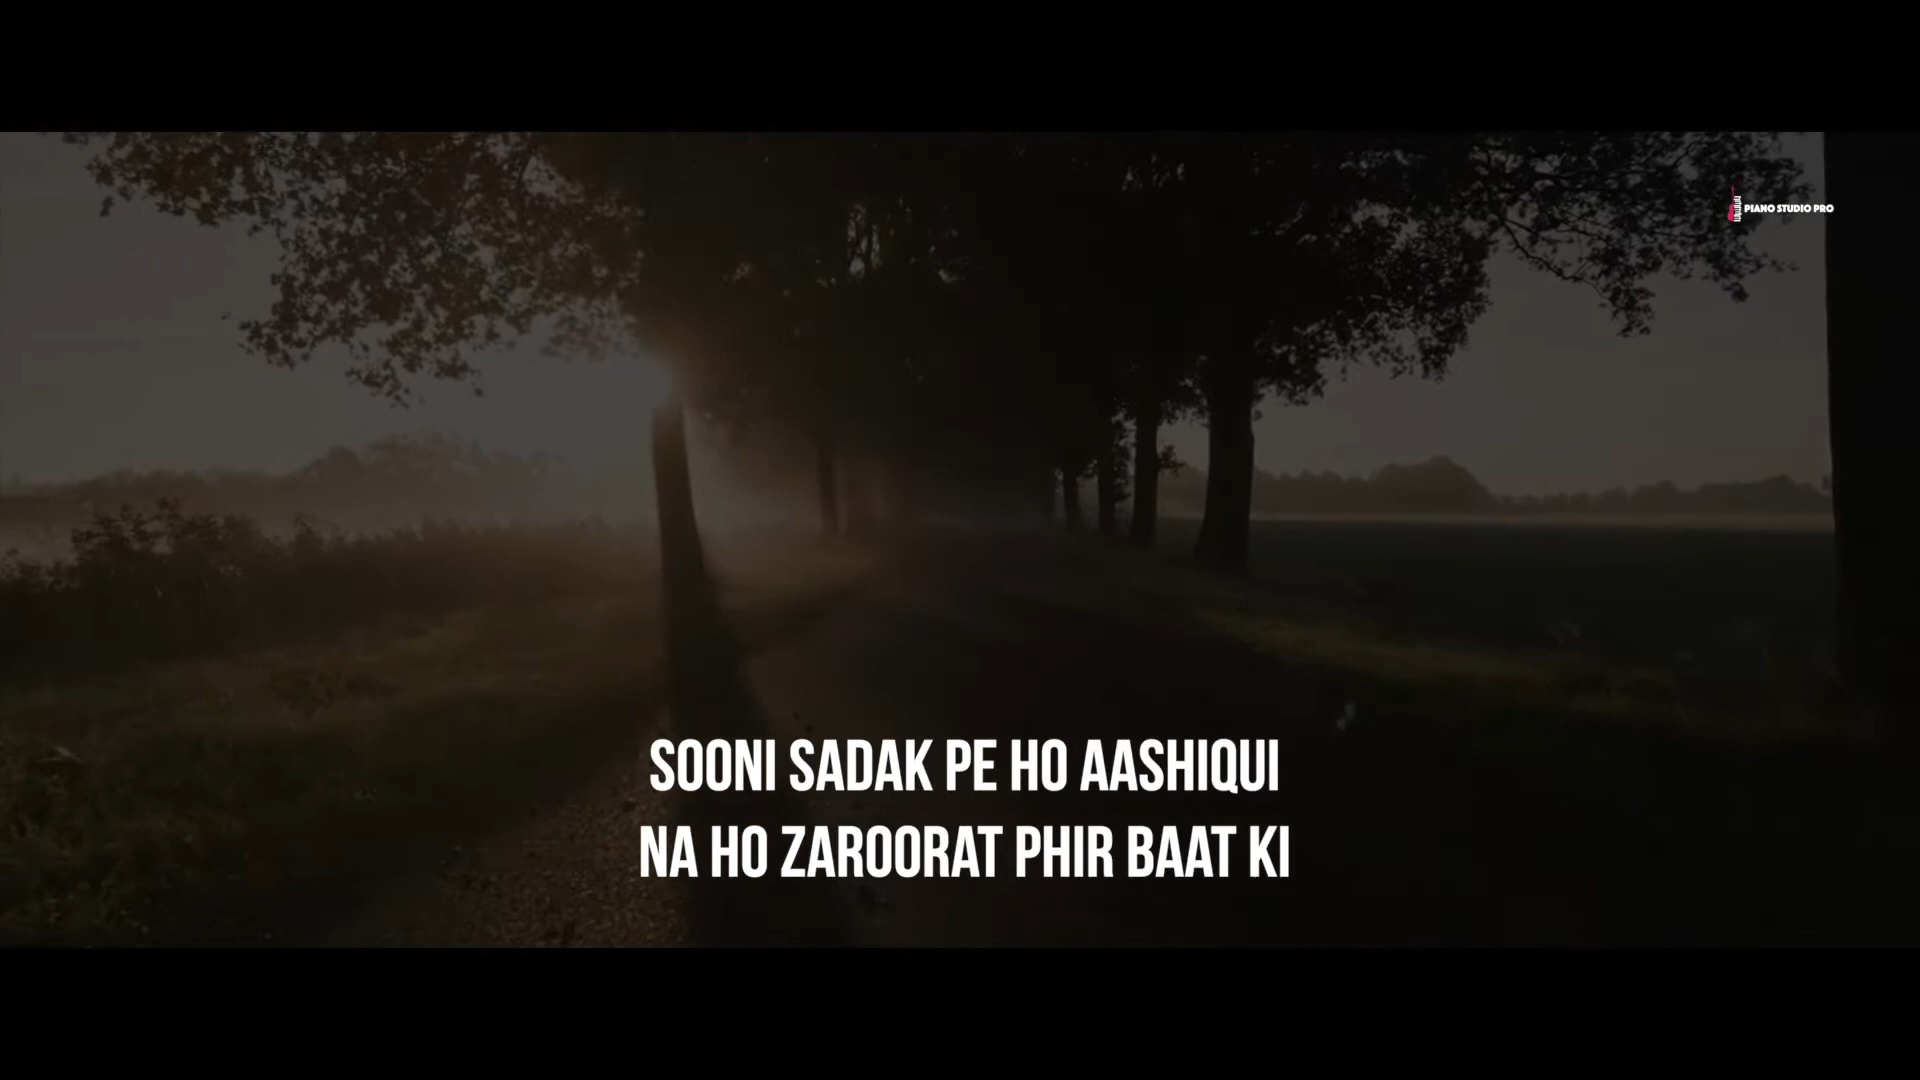 PIANO STUDIO PRO
SOONI SADAK PE HO AASHIQUI
NA HO ZAROORAT PHIR BAAT KI